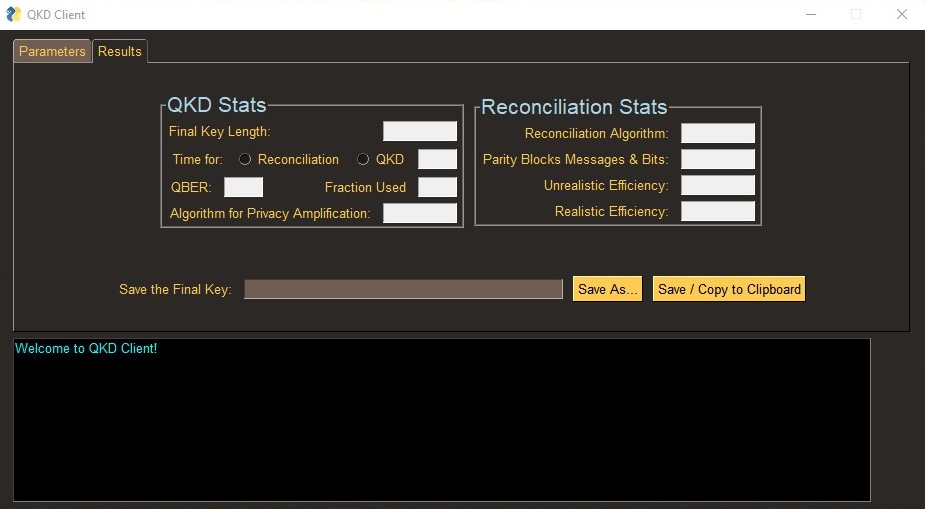 QKD Client
Parameters Results
QKD Stats
Final Key Length:
Time for: Reconciliation QKD
QBER: Fraction Used
Algorithm for Privacy Amplification:
Reconciliation Stats
Reconciliation Algorithm:
Parity Blocks Messages & Bits:
Unrealistic Efficiency:
Realistic Efficiency:
Save the Final Key: Save As... Save / Copy to Clipboard
Welcome to QKD Client!